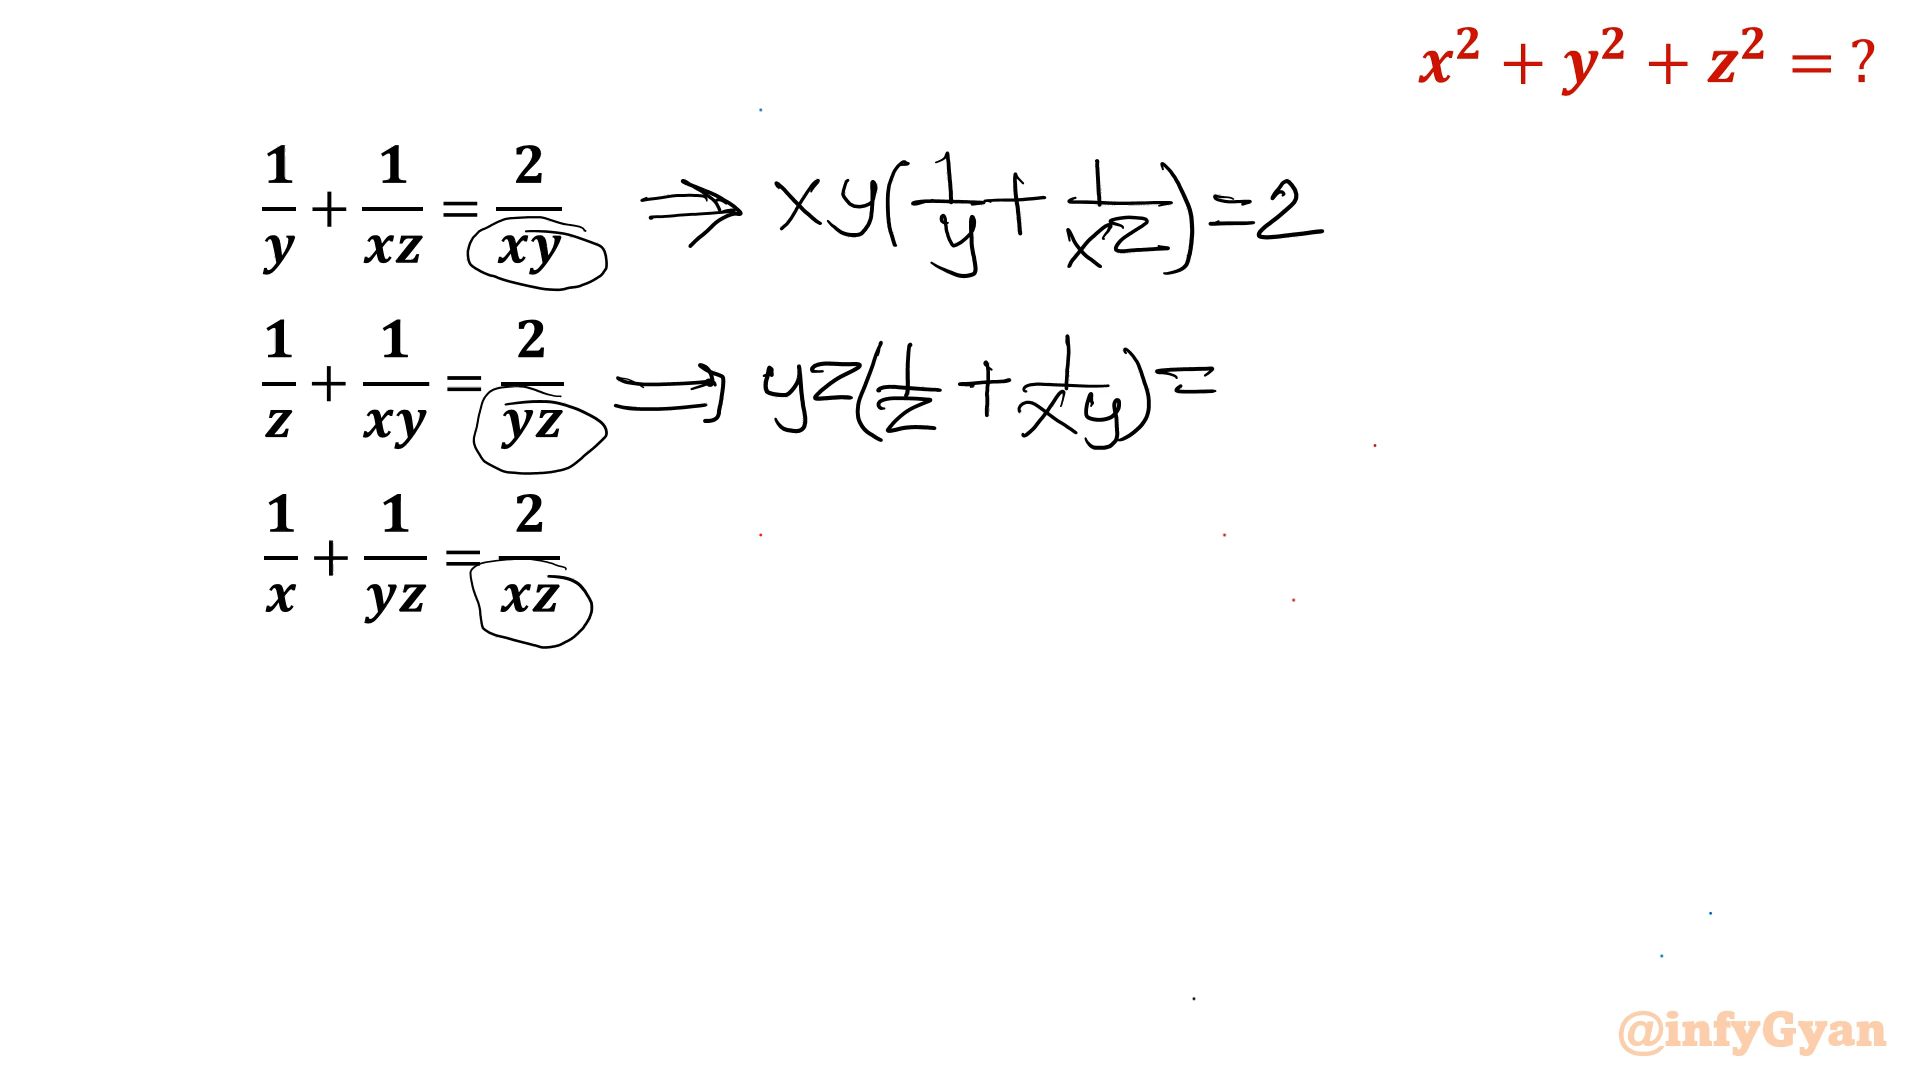 x² + y² + z² = ?
1/y + 1/xz = 2/xy ⇒ xy(1/y + 1/xz) = 2
1/z + 1/xy = 2/yz ⇒ yz(1/z + 1/xy) =
1/x + 1/yz = 2/xz
@infyGyan